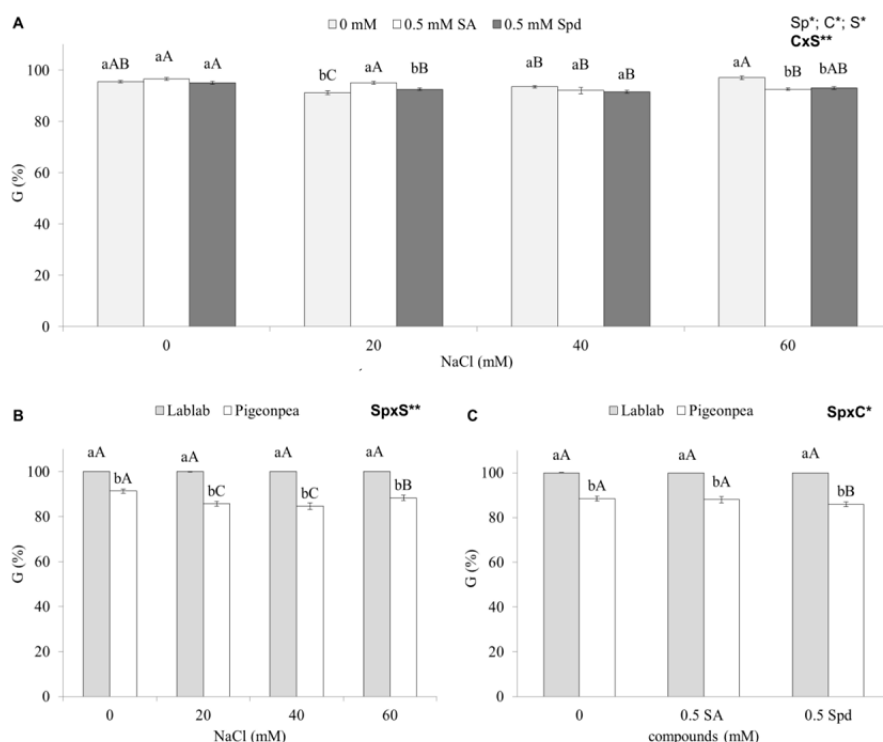 A
0 mM 0.5 mM SA 0.5 mM Spd
Sp*; C*; S*
CxS**
G (%)
100
80
60
40
20
0
aAB aA aA
bC aA bB
aB aB aB
aA bB bAB
0 20 40 60
NaCl (mM)
B
Lablab Pigeonpea
SpxS**
G (%)
100
80
60
40
20
0
aA bA aA bC aA bC aA bB
0 20 40 60
NaCl (mM)
C
Lablab Pigeonpea
SpxC*
G (%)
100
80
60
40
20
0
aA bA aA bA aA bB
0 0.5 SA 0.5 Spd
compounds (mM)